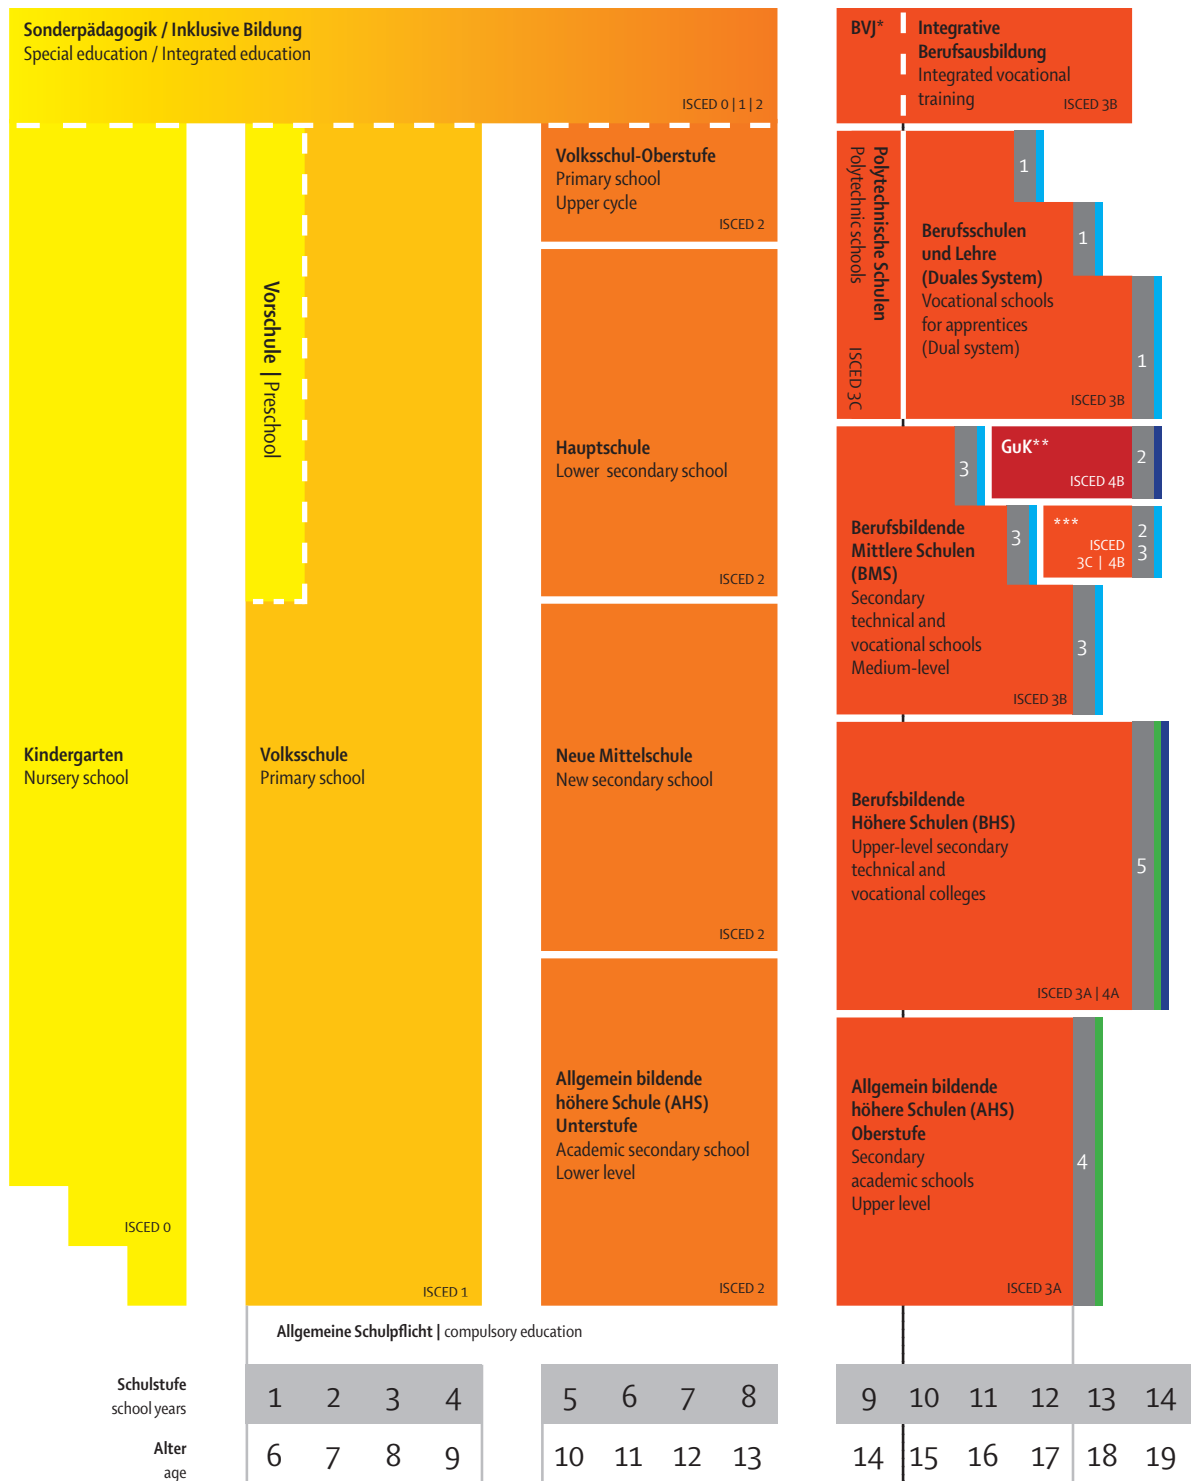 Sonderpädagogik / Inklusive Bildung
Special education / Integrated education
ISCED 0 | 1 | 2
BVJ*
Integrative
Berufsausbildung
Integrated vocational
training
ISCED 3B
Kindergarten
Nursery school
ISCED 0
Vorschule | Preschool
Volksschule
Primary school
ISCED 1
Volksschul-Oberstufe
Primary school
Upper cycle
ISCED 2
Hauptschule
Lower secondary school
ISCED 2
Neue Mittelschule
New secondary school
ISCED 2
Allgemein bildende
höhere Schule (AHS)
Unterstufe
Academic secondary school
Lower level
ISCED 2
Polytechnische Schulen
Polytechnic schools
ISCED 3C
Berufsschulen
und Lehre
(Duales System)
Vocational schools
for apprentices
(Dual system)
ISCED 3B
1
1
1
Berufsbildende
Mittlere Schulen
(BMS)
Secondary
technical and
vocational schools
Medium-level
ISCED 3B
3
3
3
GuK**
ISCED 4B
2
***
ISCED
3C | 4B
2
3
Berufsbildende
Höhere Schulen (BHS)
Upper-level secondary
technical and
vocational colleges
ISCED 3A | 4A
5
Allgemein bildende
höhere Schulen (AHS)
Oberstufe
Secondary
academic schools
Upper level
ISCED 3A
4
Allgemeine Schulpflicht | compulsory education
Schulstufe
school years
1 2 3 4 5 6 7 8 9 10 11 12 13 14
Alter
age
6 7 8 9 10 11 12 13 14 15 16 17 18 19